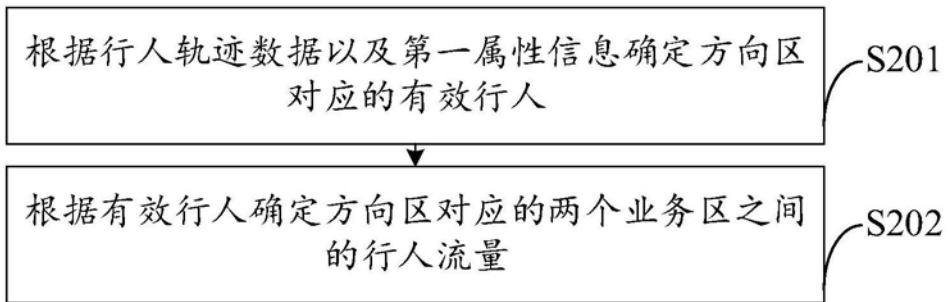 根据行人轨迹数据以及第一属性信息确定方向区
对应的有效行人
S201
根据有效行人确定方向区对应的两个业务区之间
的行人流量
S202